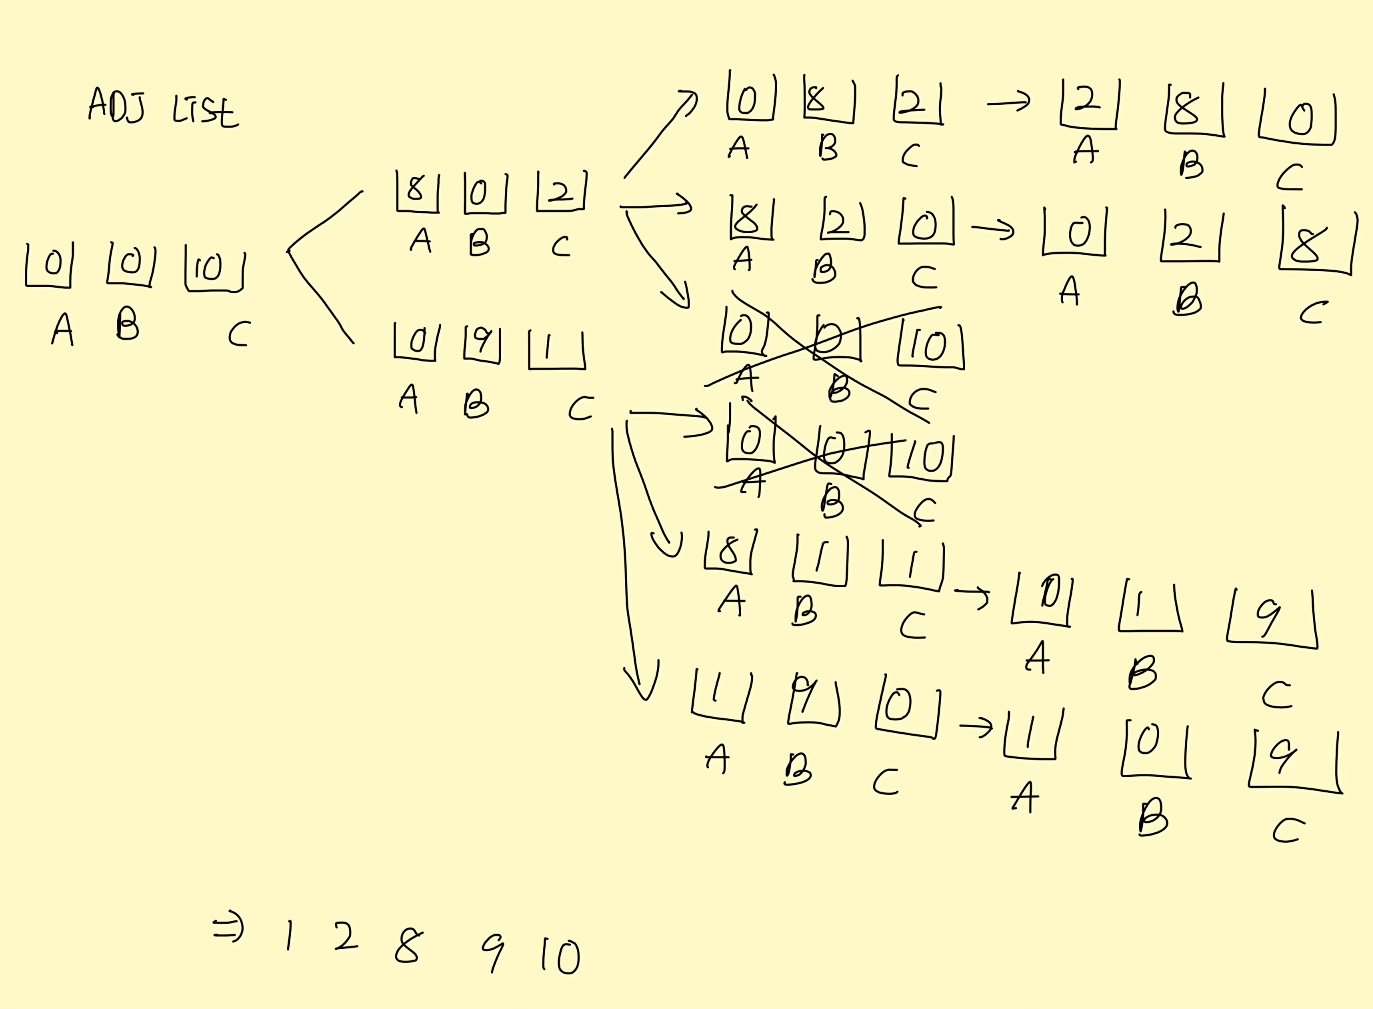 ADJ LIST
0 8 2 → 2 8 0
A B C A B C
8 0 2
A B C
8 2 0 → 0 2 8
A B C A B C
0 0 10
A B C
0 9 1
A B C
0 0 10
A B C
0 0 10
A B C
8 1 1 → 0 1 9
A B C A B C
1 9 0 → 1 0 9
A B C A B C
⇒ 1 2 8 9 10